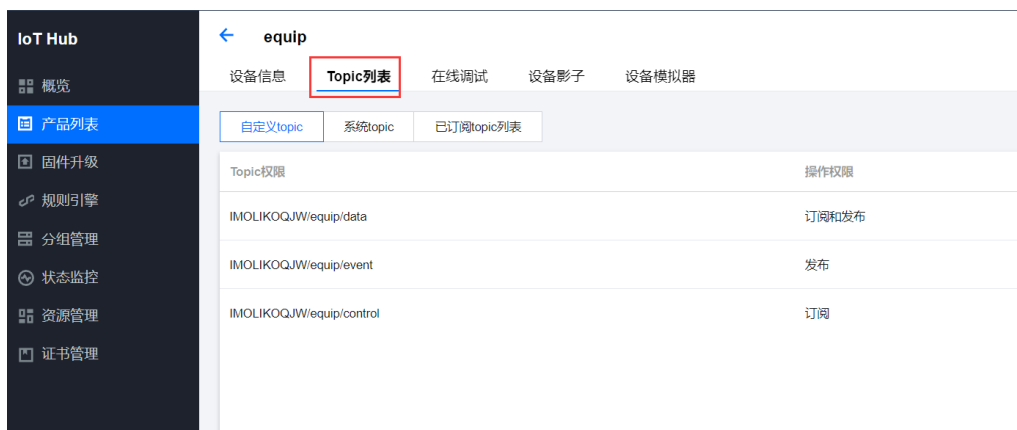 IoT Hub
概览
产品列表
固件升级
规则引擎
分组管理
状态监控
资源管理
证书管理
equip
设备信息 Topic列表 在线调试 设备影子 设备模拟器
自定义topic 系统topic 已订阅topic列表
Topic权限 操作权限
IMOLIKOQJW/equip/data 订阅和发布
IMOLIKOQJW/equip/event 发布
IMOLIKOQJW/equip/control 订阅